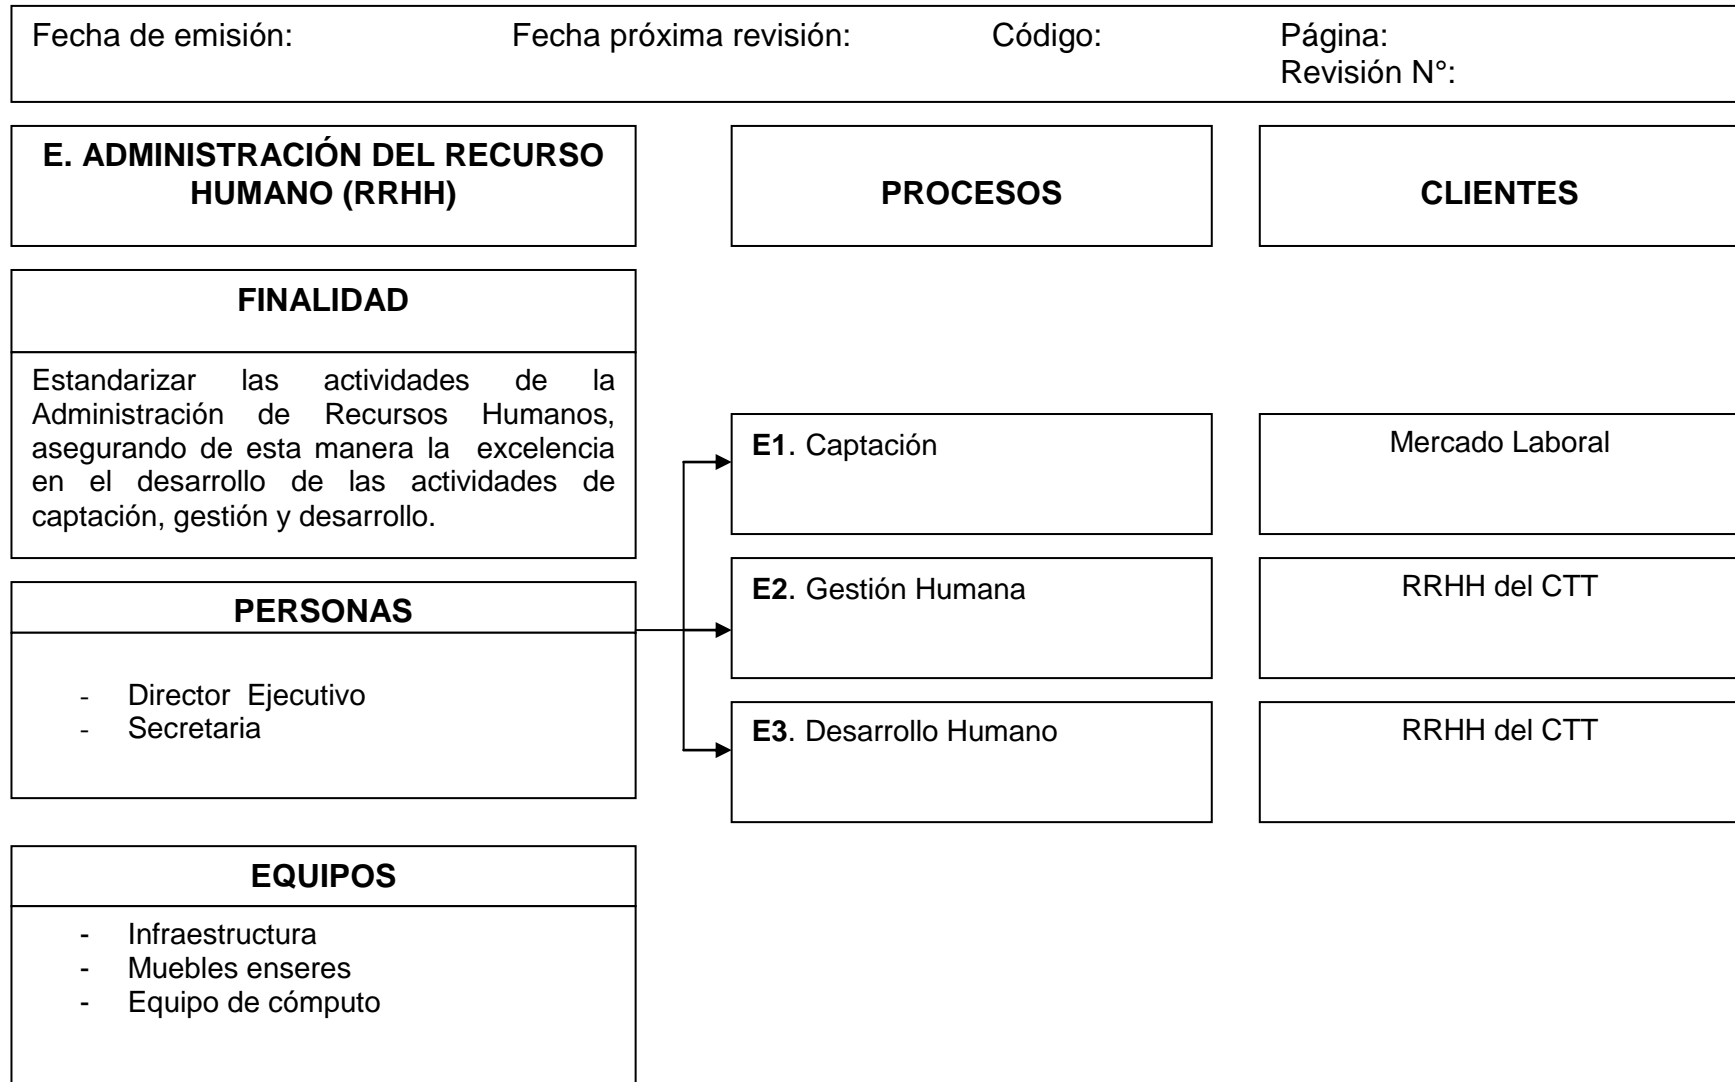 Fecha de emisión: Fecha próxima revisión: Código: Página:
Revisión N°:
E. ADMINISTRACIÓN DEL RECURSO
HUMANO (RRHH)
PROCESOS
CLIENTES
FINALIDAD
Estandarizar las actividades de la
Administración de Recursos Humanos,
asegurando de esta manera la excelencia
en el desarrollo de las actividades de
captación, gestión y desarrollo.
E1. Captación
Mercado Laboral
PERSONAS
- Director Ejecutivo
- Secretaria
E2. Gestión Humana
RRHH del CTT
E3. Desarrollo Humano
RRHH del CTT
EQUIPOS
- Infraestructura
- Muebles enseres
- Equipo de cómputo